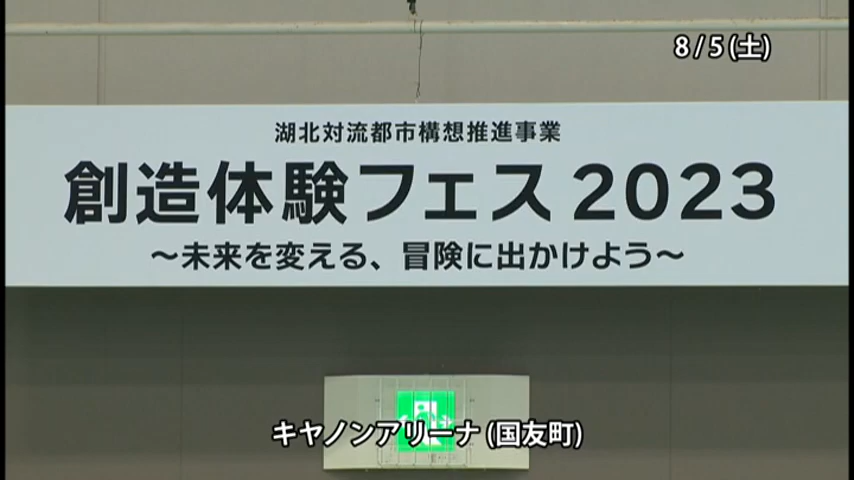 8/5(土)
湖北対流都市構想推進事業
創造体験フェス2023
～未来を変える、冒険に出かけよう～
キヤノンアリーナ(国友町)